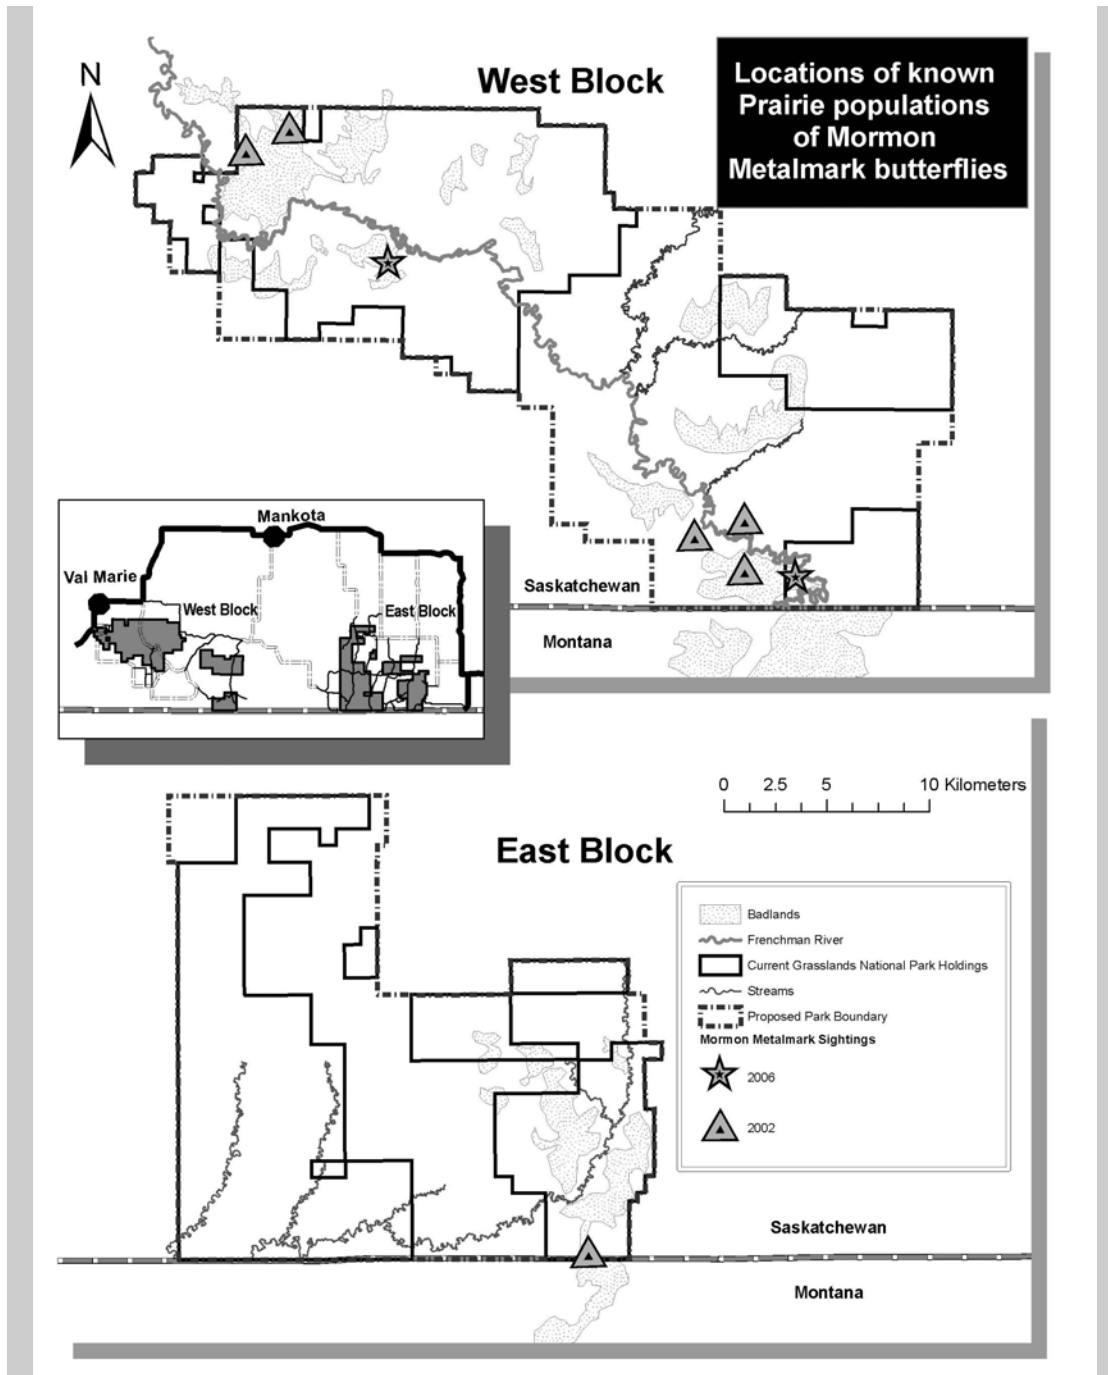 N
West Block
Locations of known
Prairie populations
of Mormon
Metalmark butterflies
Mankota
Val Marie
West Block
East Block
Saskatchewan
Montana
0 2.5 5 10 Kilometers
East Block
Badlands
Frenchman River
Current Grasslands National Park Holdings
Streams
Proposed Park Boundary
Mormon Metalmark Sightings
2006
2002
Saskatchewan
Montana